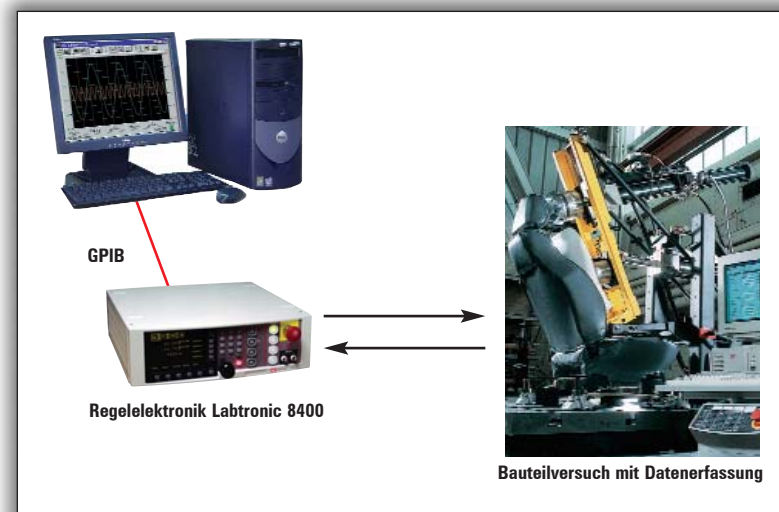 GPIB
Regelelektronik Labtronic 8400
Bauteilversuch mit Datenerfassung